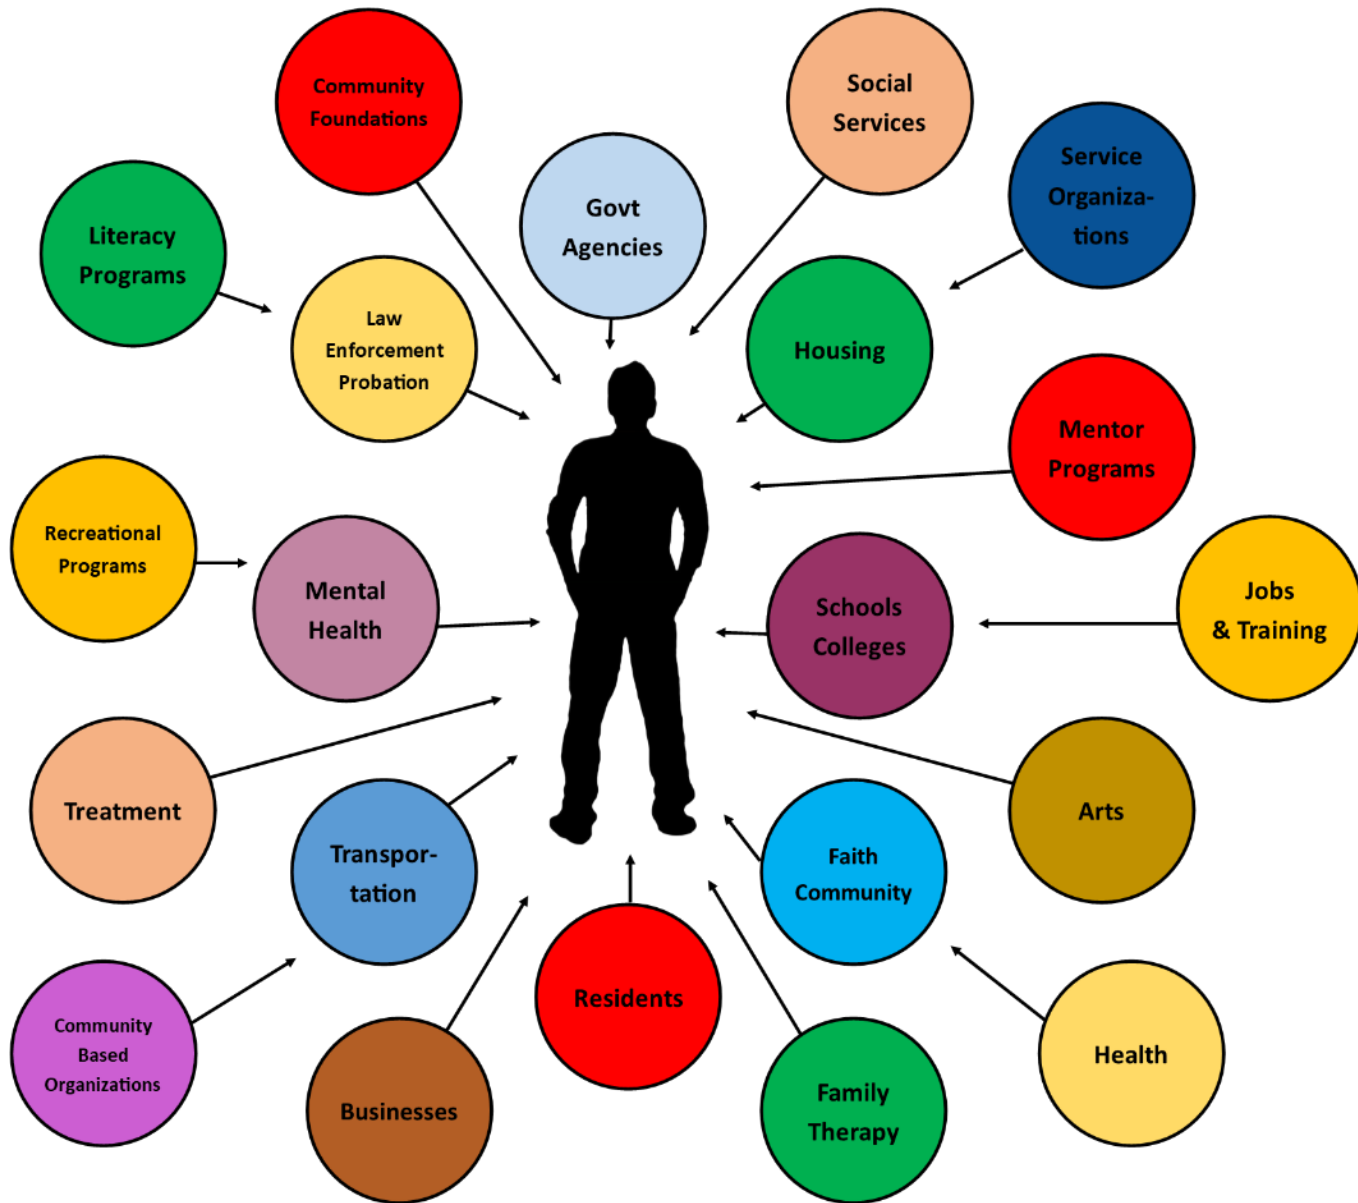 Community
Foundations
Social
Services
Service
Organiza-
tions
Govt
Agencies
Literacy
Programs
Law
Enforcement
Probation
Housing
Mentor
Programs
Recreational
Programs
Mental
Health
Schools
Colleges
Jobs
& Training
Treatment
Transpor-
tation
Faith
Community
Arts
Community
Based
Organizations
Businesses
Residents
Family
Therapy
Health